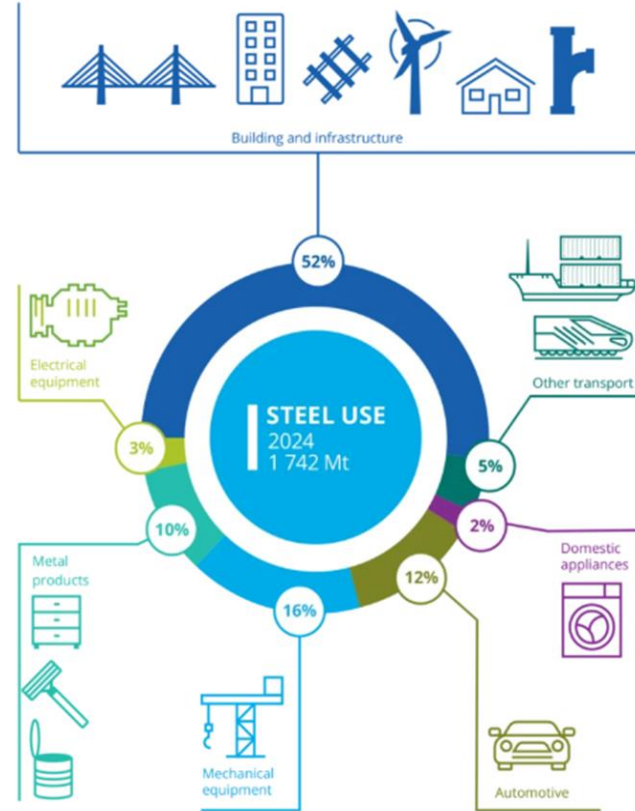 Building and infrastructure
52%
Electrical
equipment
3%
Other transport
5%
STEEL USE
2024
1 742 Mt
2%
Domestic
appliances
10%
Metal
products
12%
Automotive
16%
Mechanical
equipment